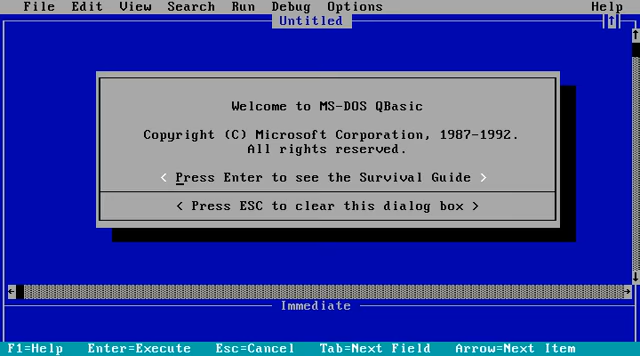 File Edit View Search Run Debug Options Help
Untitled
Welcome to MS-DOS QBasic
Copyright (C) Microsoft Corporation, 1987-1992.
All rights reserved.
< Press Enter to see the Survival Guide >
< Press ESC to clear this dialog box >
Immediate
F1=Help Enter=Execute Esc=Cancel Tab=Next Field Arrow=Next Item